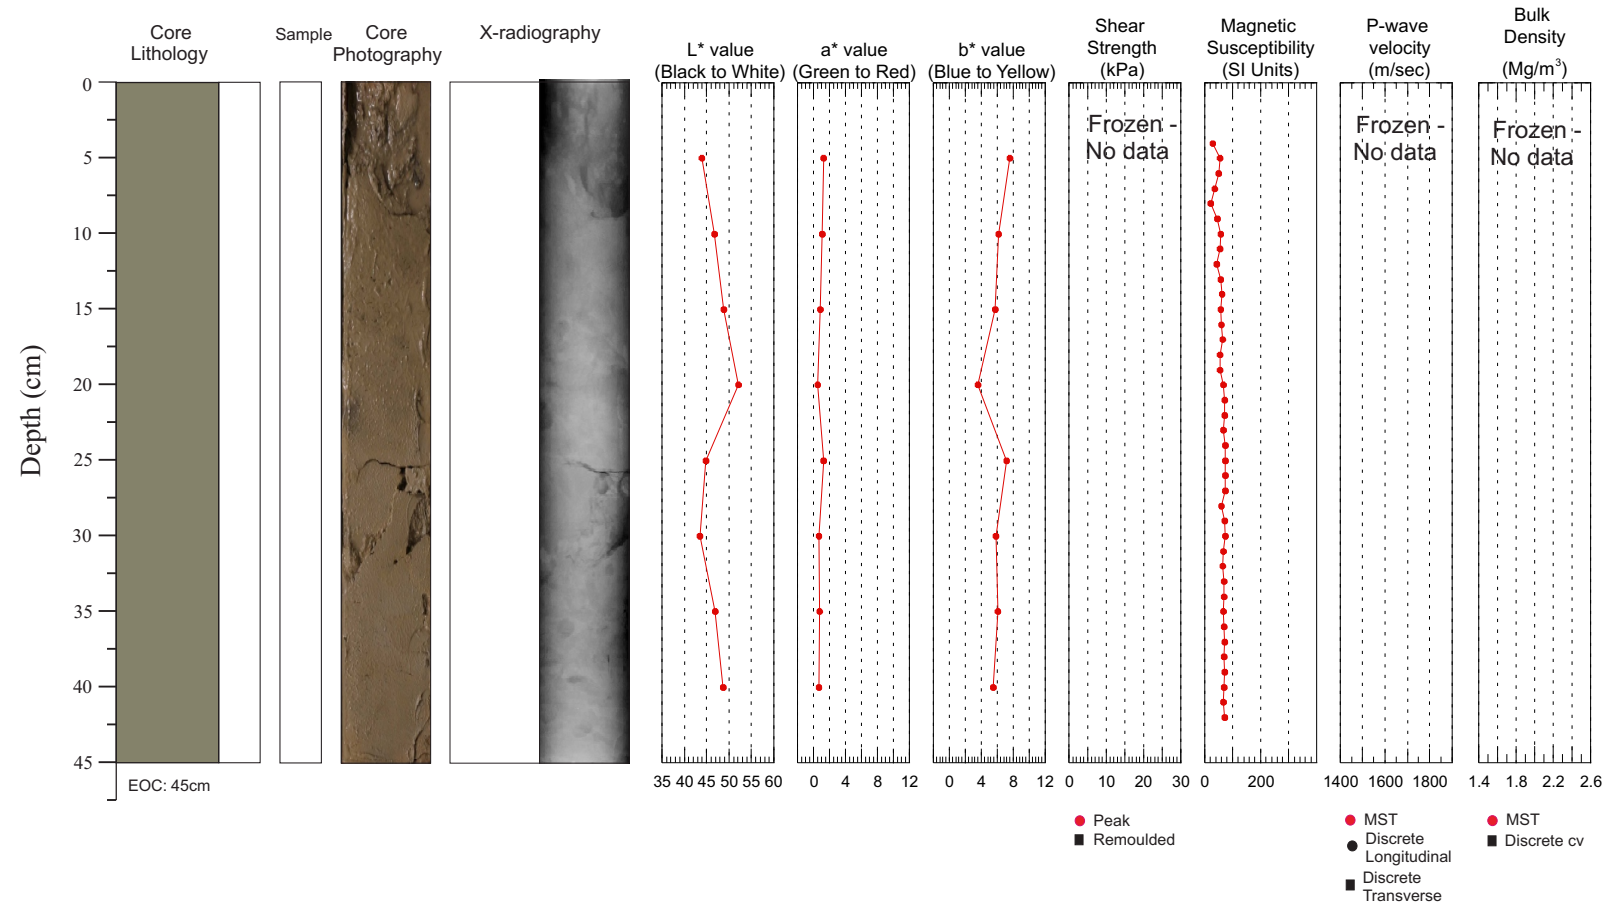 Core
Lithology
Sample
Core
Photography
X-radiography
L* value
(Black to White)
a* value
(Green to Red)
b* value
(Blue to Yellow)
Shear
Strength
(kPa)
Magnetic
Susceptibility
(SI Units)
P-wave
velocity
(m/sec)
Bulk
Density
(Mg/m³)
Depth (cm)
0
5
10
15
20
25
30
35
40
45
EOC: 45cm
Frozen -
No data
Frozen -
No data
Frozen -
No data
35 40 45 50 55 60
0 4 8 12
0 4 8 12
0 10 20 30
0 200
1400 1600 1800
1.4 1.8 2.2 2.6
Peak
Remoulded
MST
Discrete
Longitudinal
Discrete
Transverse
MST
Discrete cv